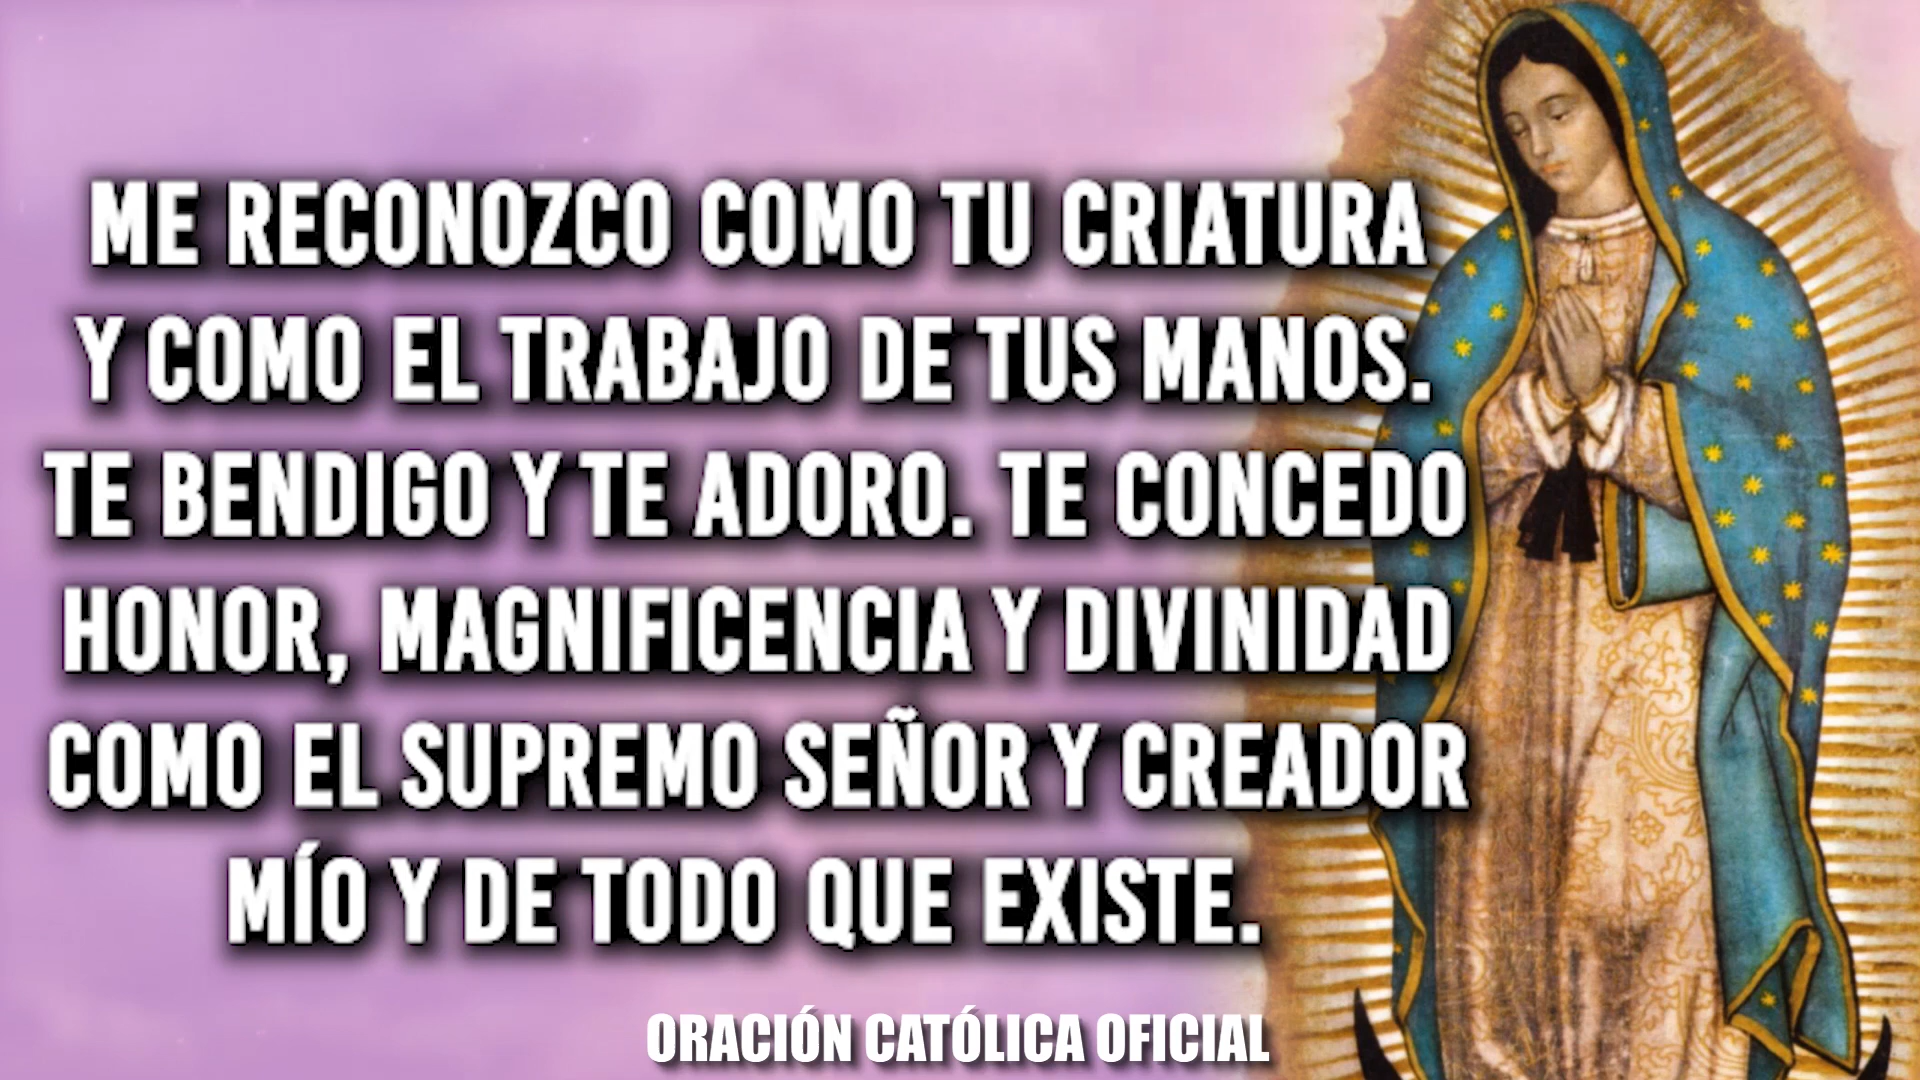 ME RECONOZCO COMO TU CRIATURA
Y COMO EL TRABAJO DE TUS MANOS.
TE BENDIGO Y TE ADORO. TE CONCEDO
HONOR, MAGNIFICENCIA Y DIVINIDAD
COMO EL SUPREMO SEÑOR Y CREADOR
MÍO Y DE TODO QUE EXISTE.
ORACIÓN CATÓLICA OFICIAL